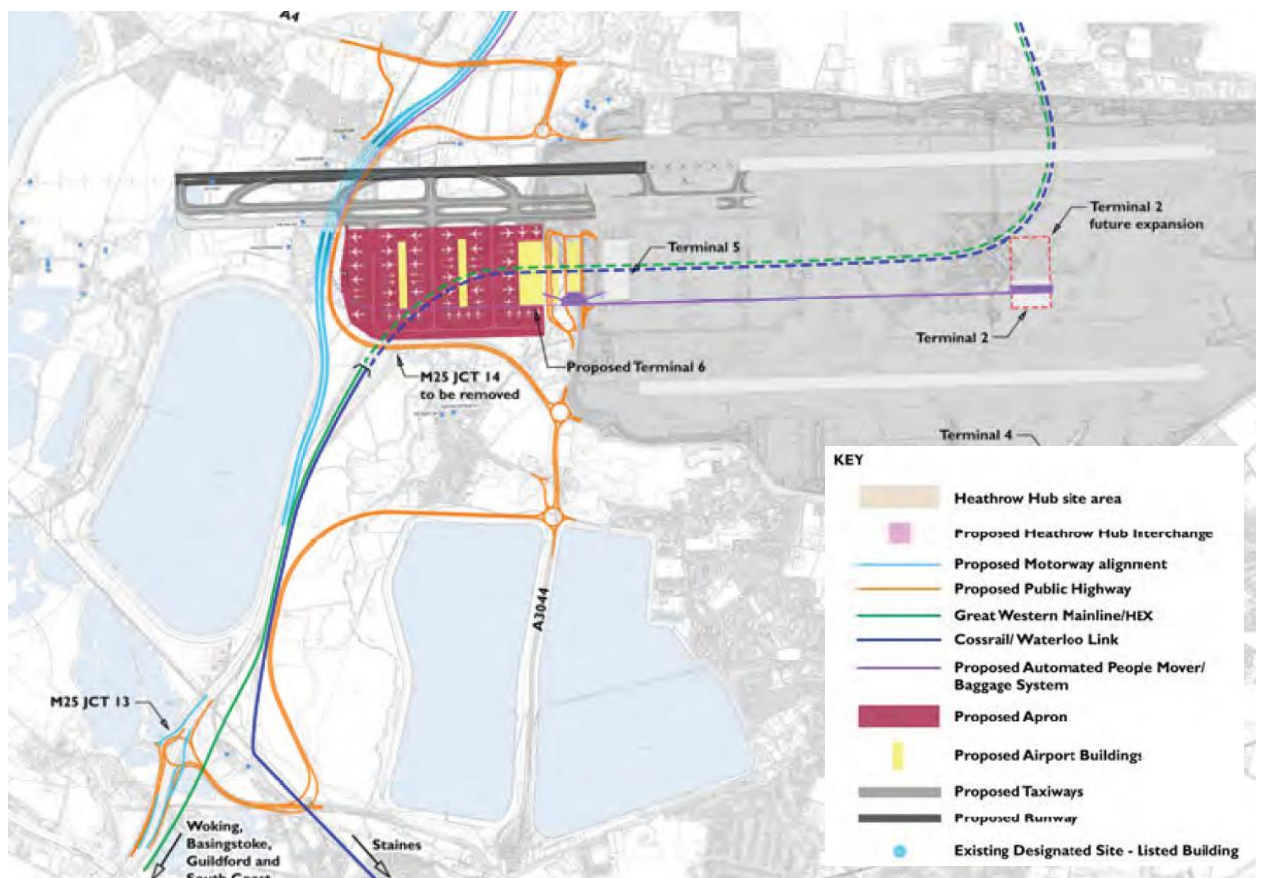 A4
Terminal 2
future expansion
Terminal 5
Terminal 2
Proposed Terminal 6
M25 JCT 14
to be removed
Terminal 4
A3044
M25 JCT 13
Woking,
Basingstoke,
Guildford and
South Coast
Staines
KEY
Heathrow Hub site area
Proposed Heathrow Hub Interchange
Proposed Motorway alignment
Proposed Public Highway
Great Western Mainline/HEX
Cossrail/ Waterloo Link
Proposed Automated People Mover/
Baggage System
Proposed Apron
Proposed Airport Buildings
Proposed Taxiways
Proposed Runway
Existing Designated Site - Listed Building